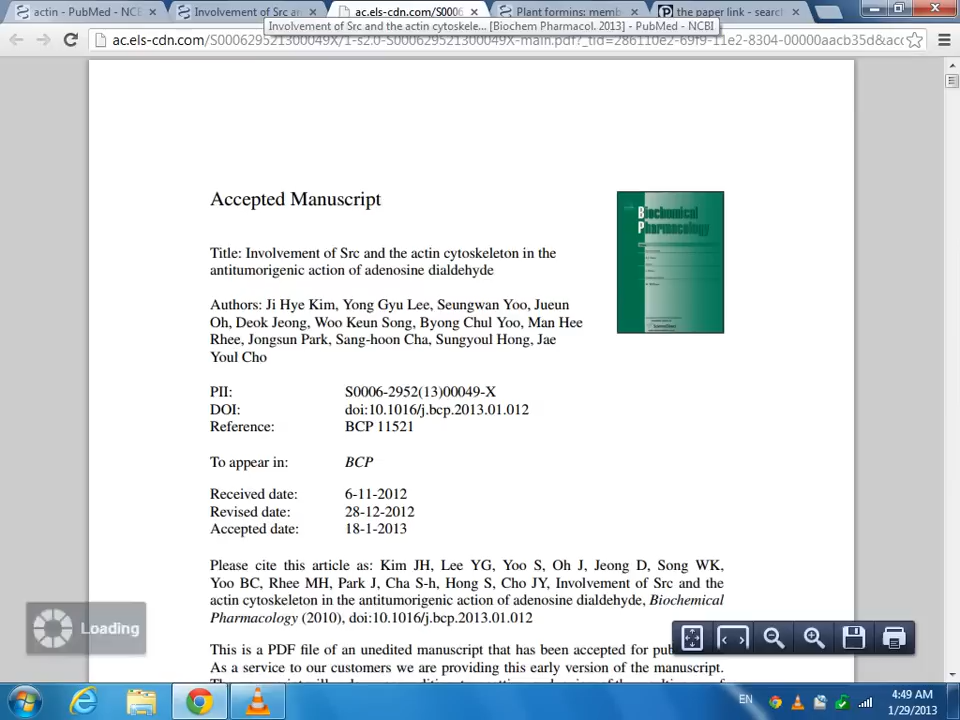 actin - PubMed - NCB
Involvement of Src an
ac.els-cdn.com/S0006
Plant formins: memb
the paper link - search
Involvement of Src and the actin cytoskele... [Biochem Pharmacol. 2013] - PubMed - NCBI
ac.els-cdn.com/S000629521300049X/1-s2.0-S000629521300049X-main.pdf?_tid=286110e2-69f9-11e2-8304-00000aacb35d&acc
Accepted Manuscript
Biochemical
Pharmacology
Title: Involvement of Src and the actin cytoskeleton in the
antitumorigenic action of adenosine dialdehyde
Authors: Ji Hye Kim, Yong Gyu Lee, Seungwan Yoo, Jueun
Oh, Deok Jeong, Woo Keun Song, Byong Chul Yoo, Man Hee
Rhee, Jongsun Park, Sang-hoon Cha, Sungyoul Hong, Jae
Youl Cho
PII: S0006-2952(13)00049-X
DOI: doi:10.1016/j.bcp.2013.01.012
Reference: BCP 11521
To appear in: BCP
Received date: 6-11-2012
Revised date: 28-12-2012
Accepted date: 18-1-2013
Please cite this article as: Kim JH, Lee YG, Yoo S, Oh J, Jeong D, Song WK,
Yoo BC, Rhee MH, Park J, Cha S-h, Hong S, Cho JY, Involvement of Src and the
actin cytoskeleton in the antitumorigenic action of adenosine dialdehyde, Biochemical
Pharmacology (2010), doi:10.1016/j.bcp.2013.01.012
Loading
This is a PDF file of an unedited manuscript that has been accepted for pu
As a service to our customers we are providing this early version of the manuscript.
EN
4:49 AM
1/29/2013